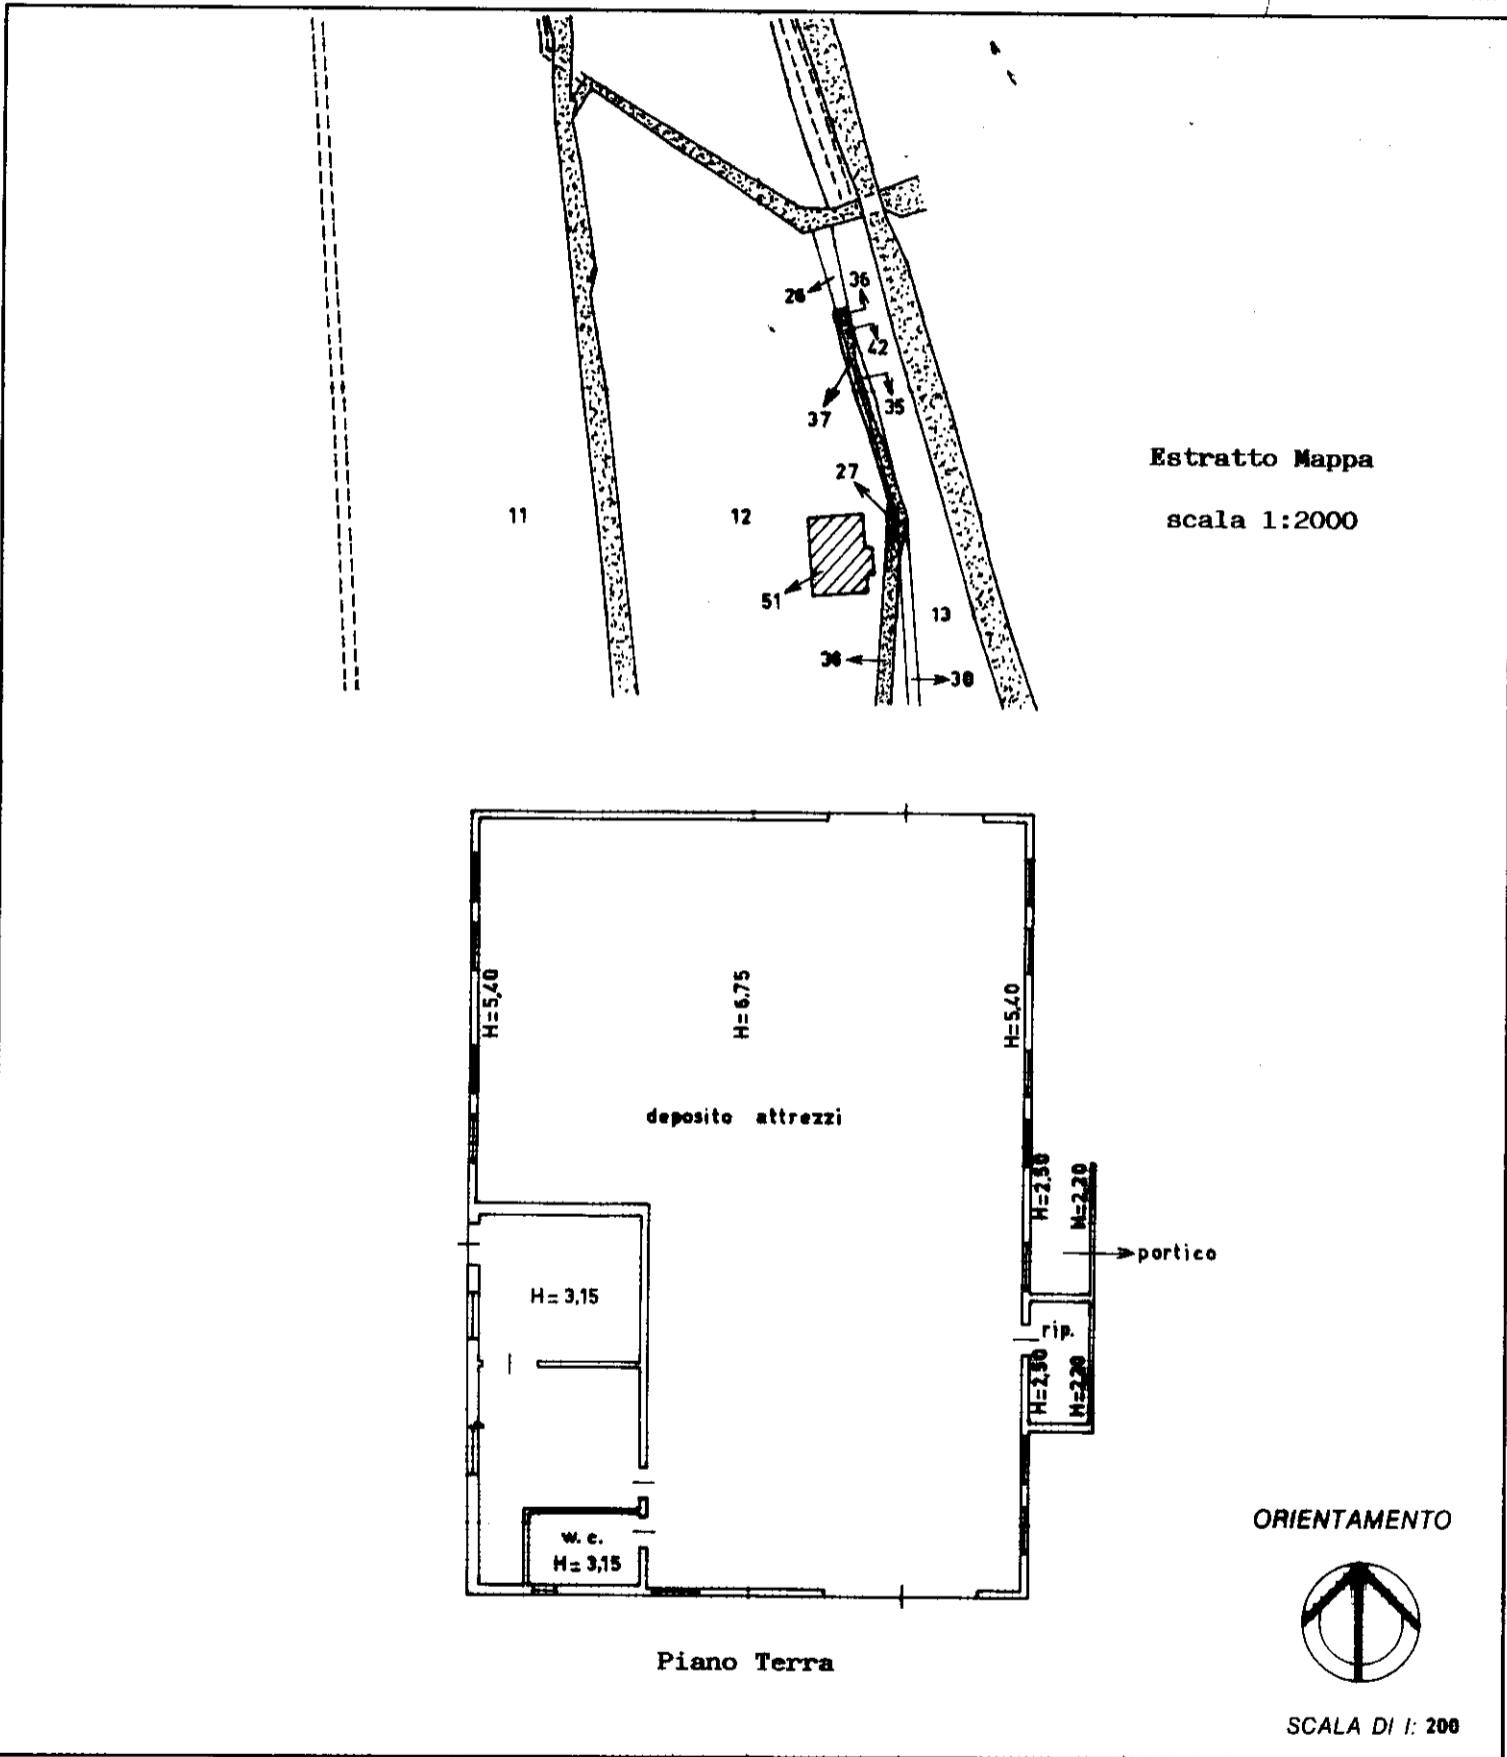 26
36
42
37
35
Estratto Mappa
27
11
12
scala 1:2000
51
13
38
30
H=5,40
H=6.75
H=5,40
deposito attrezzi
H=2,50
H=2,20
portico
H=3,15
rip.
H=2,50
H=2,20
ORIENTAMENTO
w.c.
H=3,15
Piano Terra
SCALA DI 1: 200